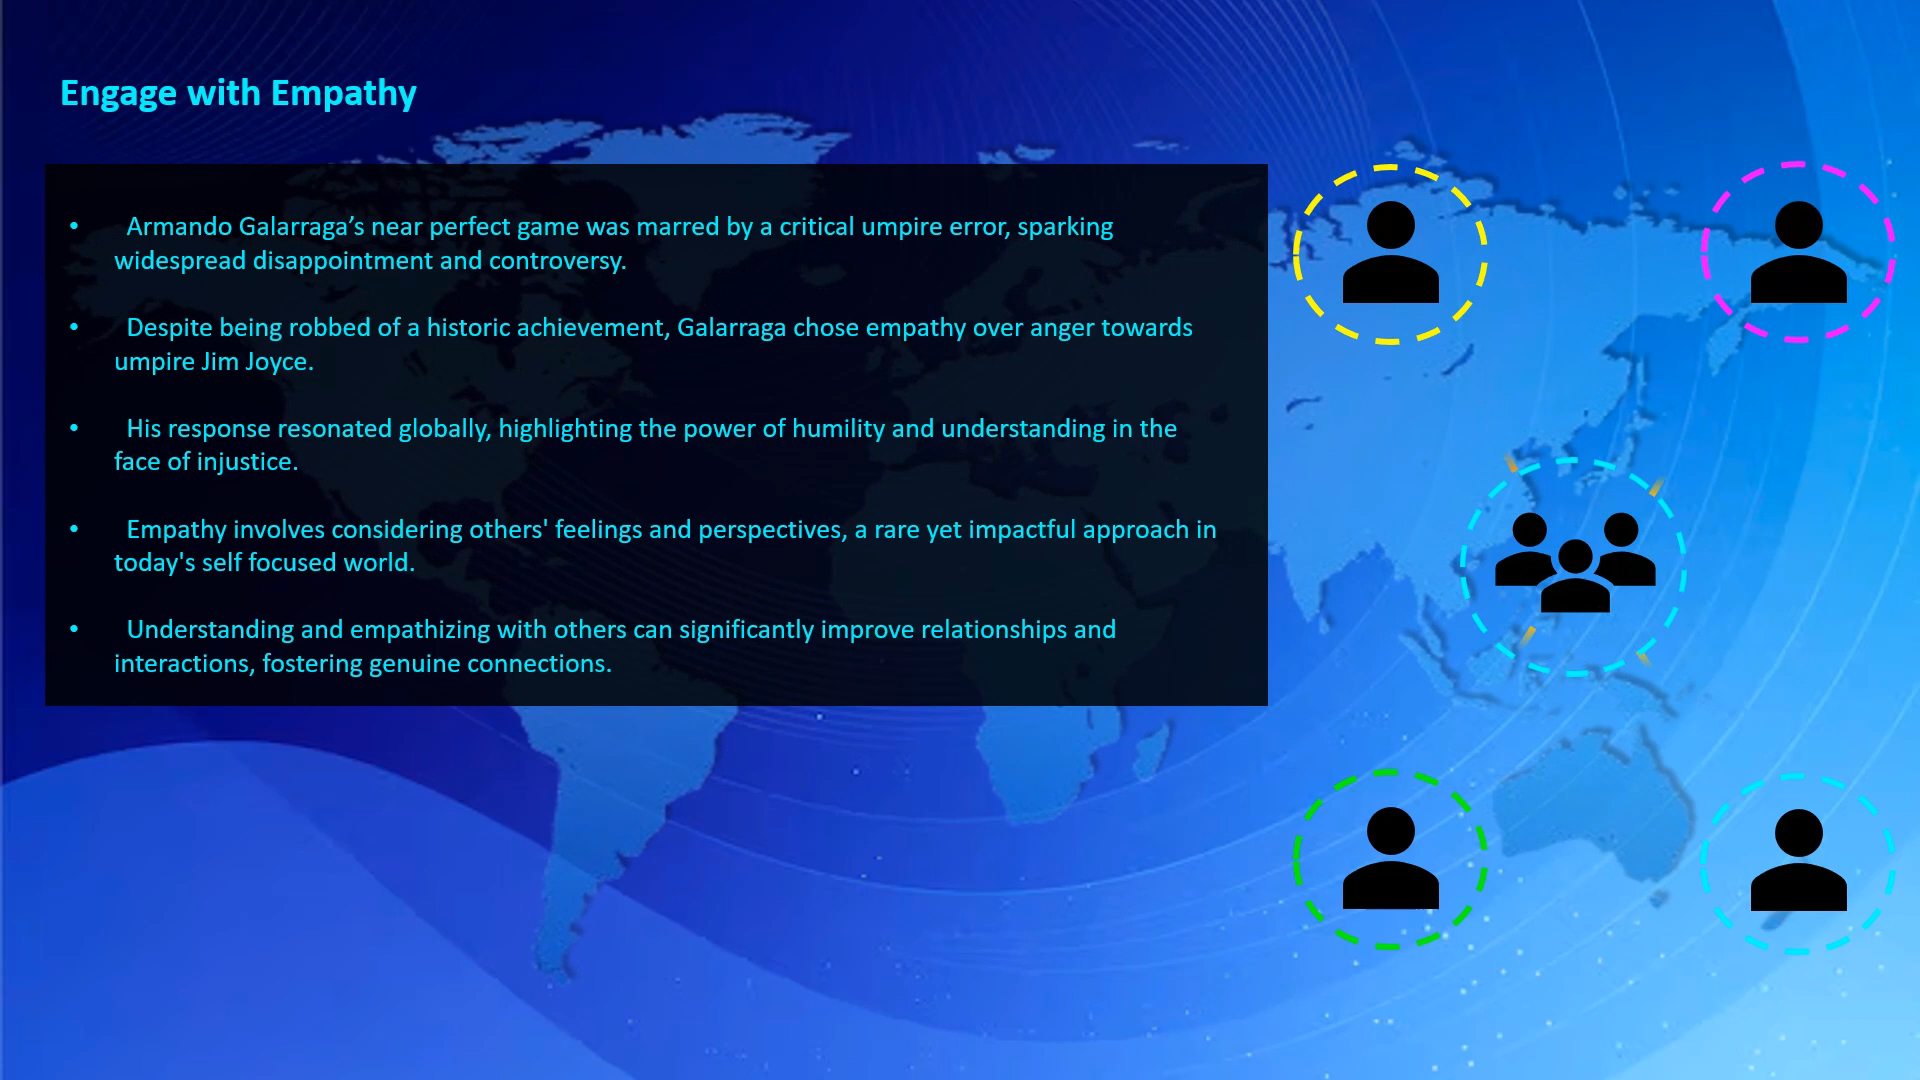 Engage with Empathy
• Armando Galarraga’s near perfect game was marred by a critical umpire error, sparking
widespread disappointment and controversy.
• Despite being robbed of a historic achievement, Galarraga chose empathy over anger towards
umpire Jim Joyce.
• His response resonated globally, highlighting the power of humility and understanding in the
face of injustice.
• Empathy involves considering others' feelings and perspectives, a rare yet impactful approach in
today's self focused world.
• Understanding and empathizing with others can significantly improve relationships and
interactions, fostering genuine connections.